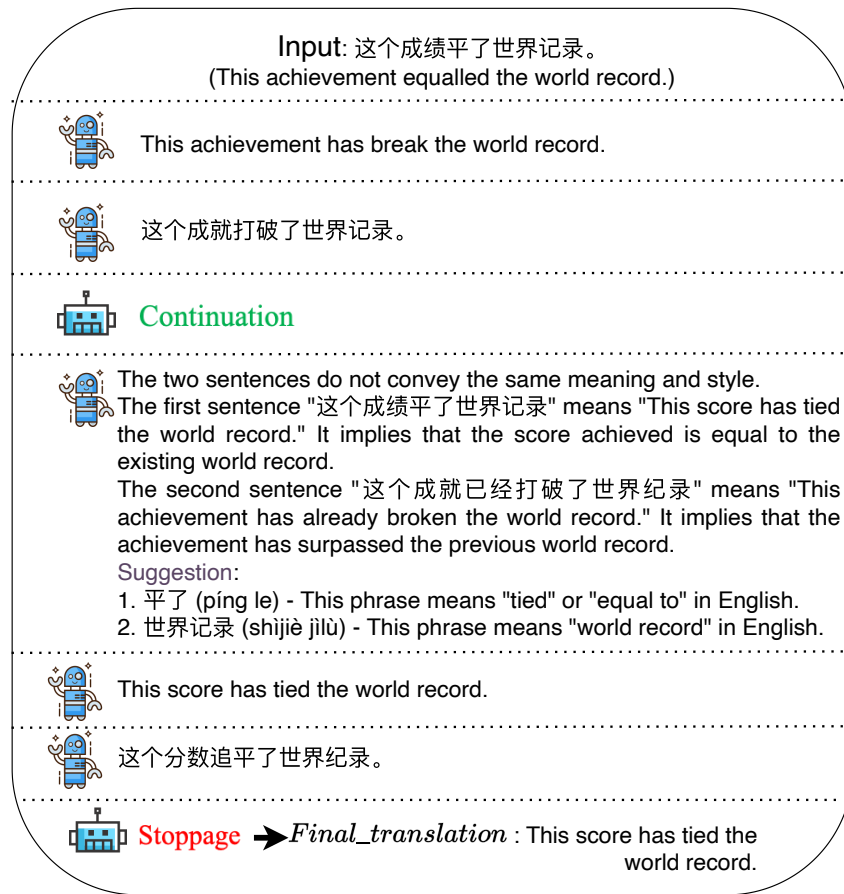 Input: 这个成绩平了世界记录。
(This achievement equalled the world record.)
This achievement has break the world record.
这个成就打破了世界记录。
Continuation
The two sentences do not convey the same meaning and style.
The first sentence "这个成绩平了世界记录" means "This score has tied
the world record." It implies that the score achieved is equal to the
existing world record.
The second sentence "这个成就已经打破了世界纪录" means "This
achievement has already broken the world record." It implies that the
achievement has surpassed the previous world record.
Suggestion:
1. 平了 (píng le) - This phrase means "tied" or "equal to" in English.
2. 世界记录 (shìjiè jìlù) - This phrase means "world record" in English.
This score has tied the world record.
这个分数追平了世界纪录。
Stoppage Final_translation : This score has tied the
world record.